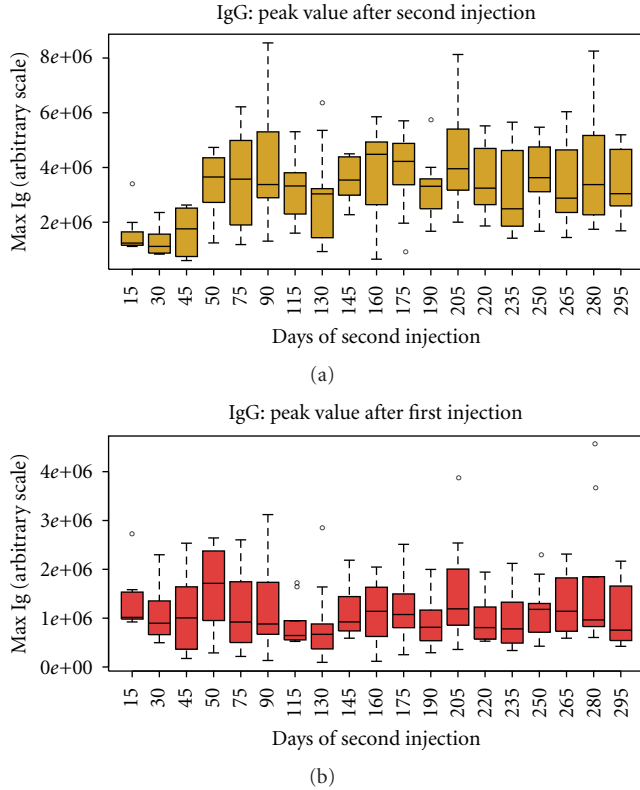 IgG: peak value after second injection
Max Ig (arbitrary scale)
8e+06
6e+06
4e+06
2e+06
15 30 45 50 75 90 115 130 145 160 175 190 205 220 235 250 265 280 295
Days of second injection
(a)
IgG: peak value after first injection
Max Ig (arbitrary scale)
4e+06
3e+06
2e+06
1e+06
0e+00
15 30 45 50 75 90 115 130 145 160 175 190 205 220 235 250 265 280 295
Days of second injection
(b)